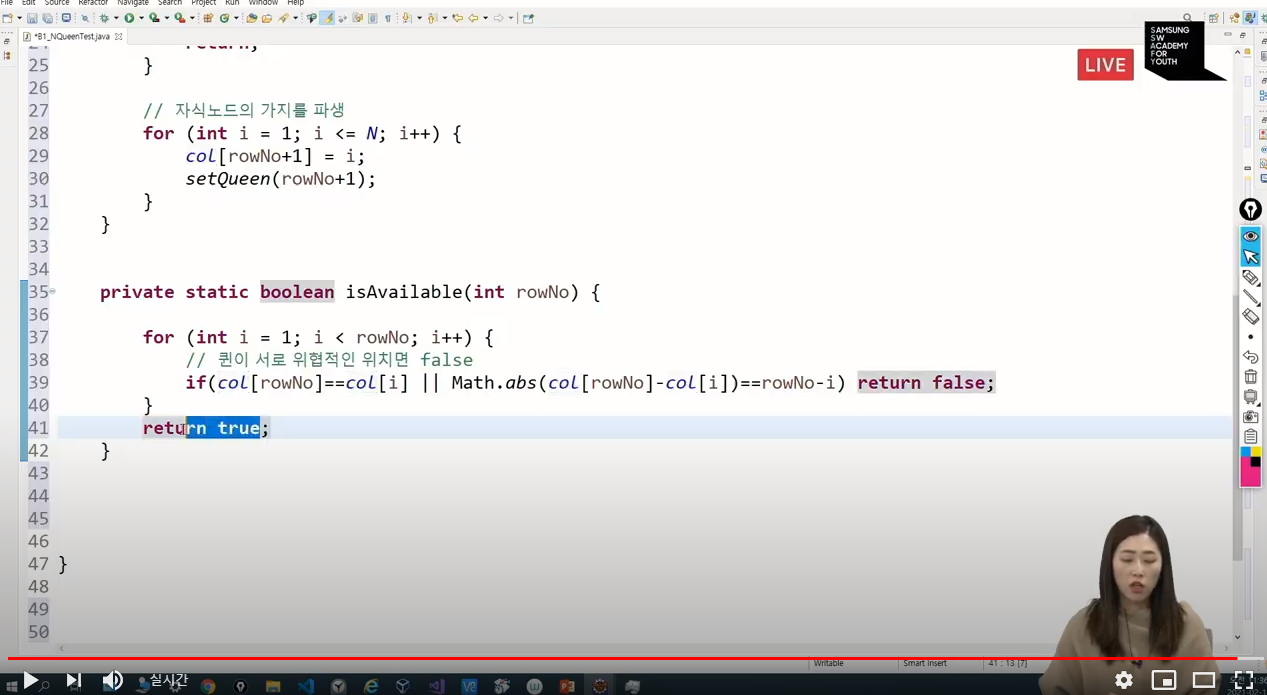 File Edit Source Refactor Navigate Search Project Run Window Help
*B1_NQueenTest.java
SAMSUNG
SW
ACADEMY
FOR
YOUTH
LIVE
24 return;
25 }
26
27 // 자식노드의 가지를 파생
28 for (int i = 1; i <= N; i++) {
29 col[rowNo+1] = i;
30 setQueen(rowNo+1);
31 }
32 }
33
34
35 private static boolean isAvailable(int rowNo) {
36
37 for (int i = 1; i < rowNo; i++) {
38 // 퀸이 서로 위협적인 위치면 false
39 if(col[rowNo]==col[i] || Math.abs(col[rowNo]-col[i])==rowNo-i) return false;
40 }
41 return true;
42 }
43
44
45
46
47 }
48
49
50
Writable Smart Insert 41 : 13 [7]
실시간